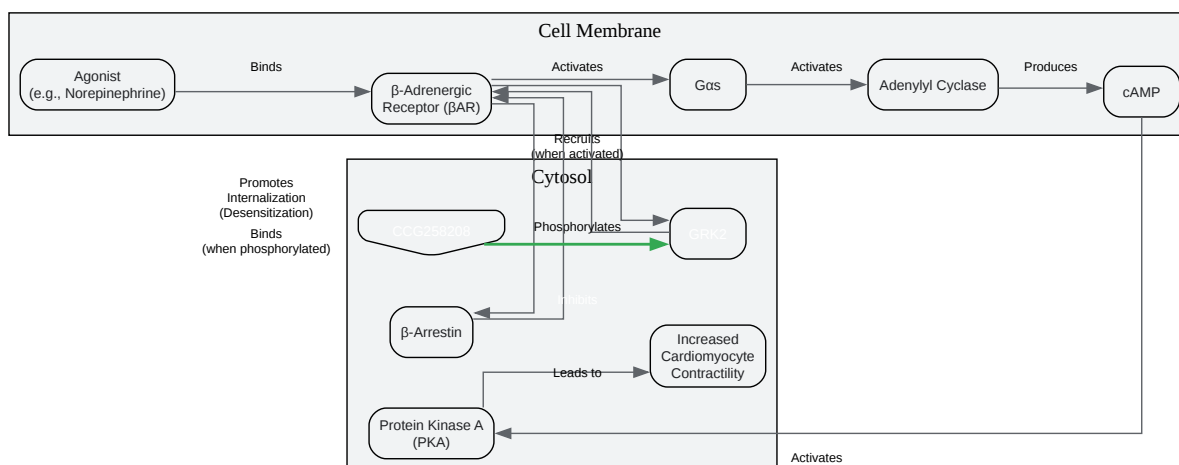 Cell Membrane
Agonist
(e.g., Norepinephrine)
Binds
β-Adrenergic
Receptor (βAR)
Activates
Gαs
Activates
Adenylyl Cyclase
Produces
cAMP
Recruits
(when activated)
Cytosol
Promotes
Internalization
(Desensitization)
Binds
(when phosphorylated)
CCG258208
Phosphorylates
GRK2
Inhibits
β-Arrestin
Increased
Cardiomyocyte
Contractility
Leads to
Protein Kinase A
(PKA)
Activates